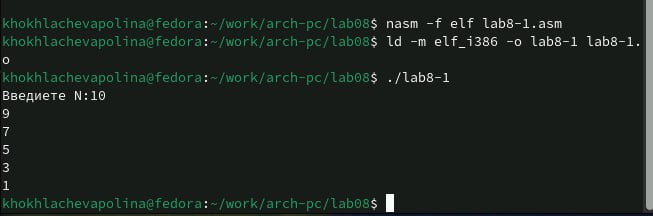 khokhlachevapolina@fedora:~/work/arch-pc/lab08$ nasm -f elf lab8-1.asm
khokhlachevapolina@fedora:~/work/arch-pc/lab08$ ld -m elf_i386 -o lab8-1 lab8-1.
o
khokhlachevapolina@fedora:~/work/arch-pc/lab08$ ./lab8-1
Введиете N:10
9
7
5
3
1
khokhlachevapolina@fedora:~/work/arch-pc/lab08$